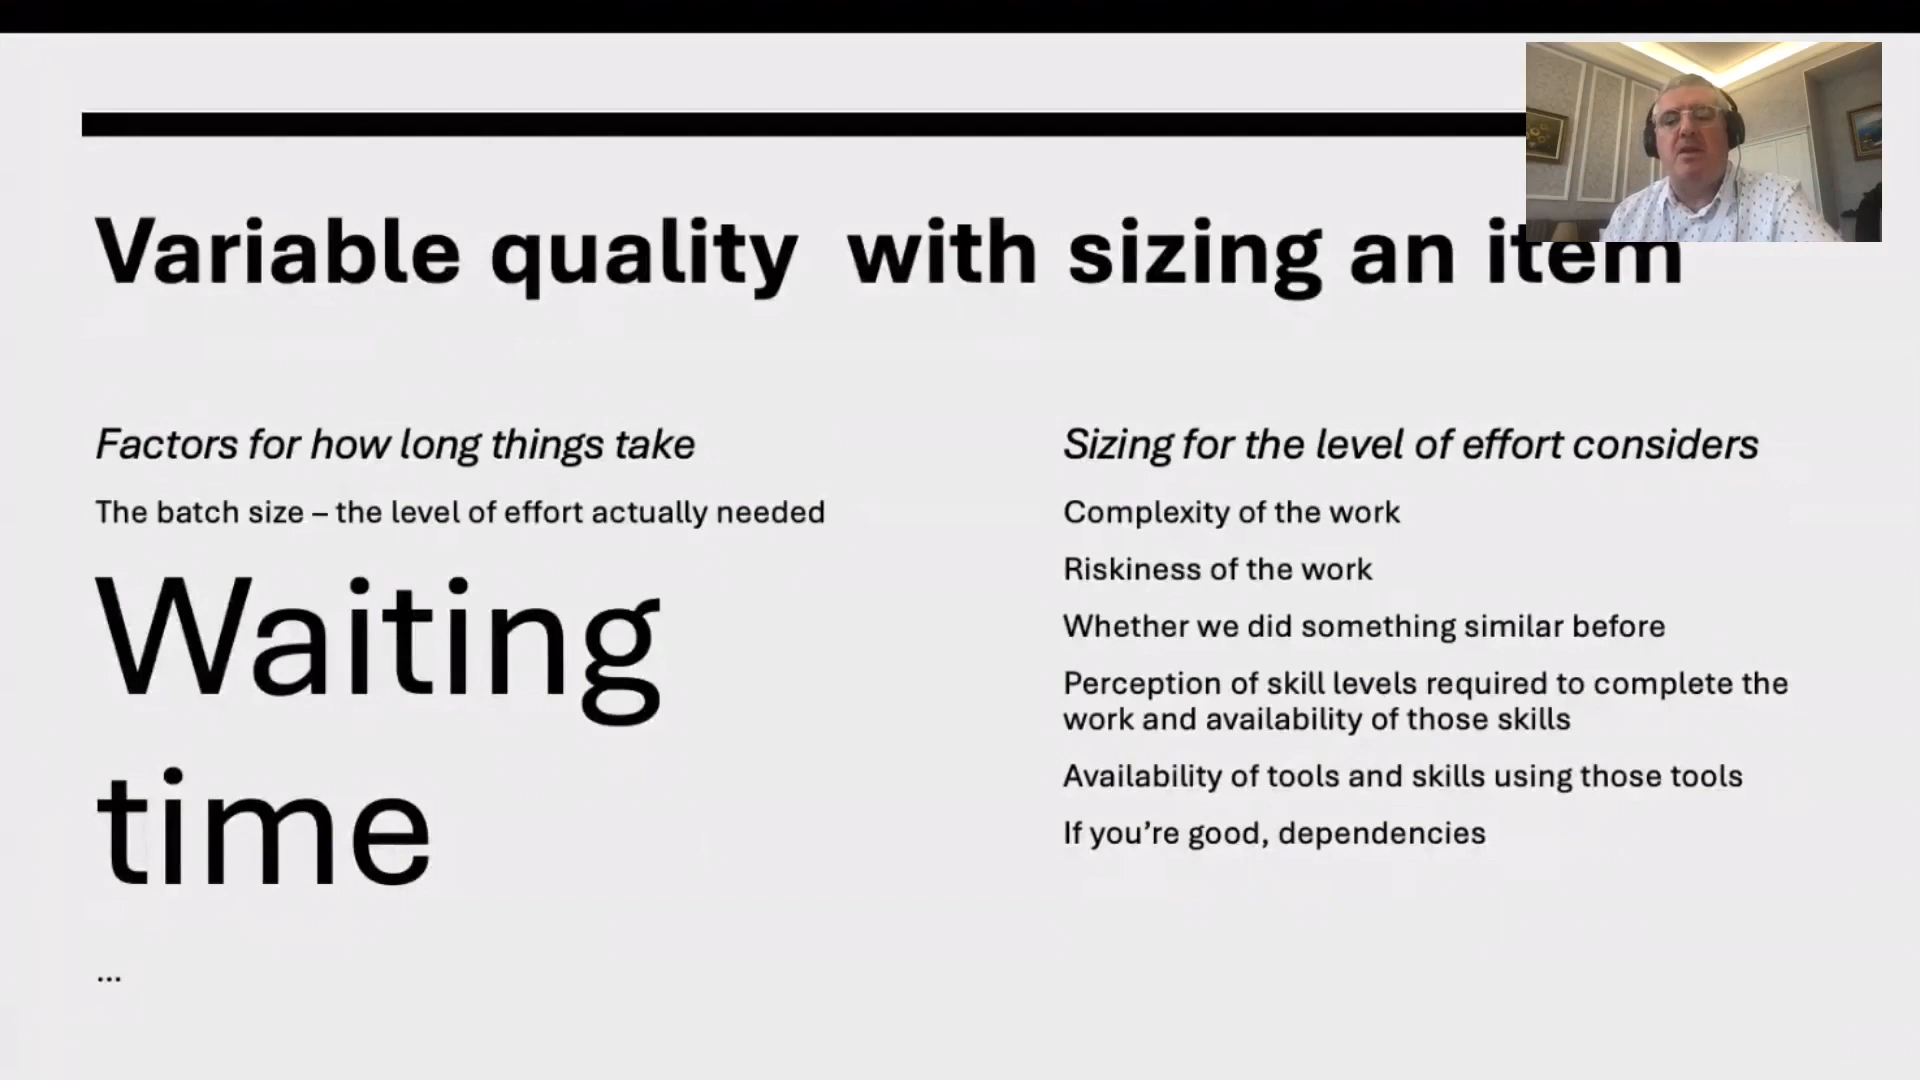 Variable quality  with sizing an item
Factors for how long things take
The batch size – the level of effort actually needed
Waiting
time
...
Sizing for the level of effort considers
Complexity of the work
Riskiness of the work
Whether we did something similar before
Perception of skill levels required to complete the
work and availability of those skills
Availability of tools and skills using those tools
If you’re good, dependencies